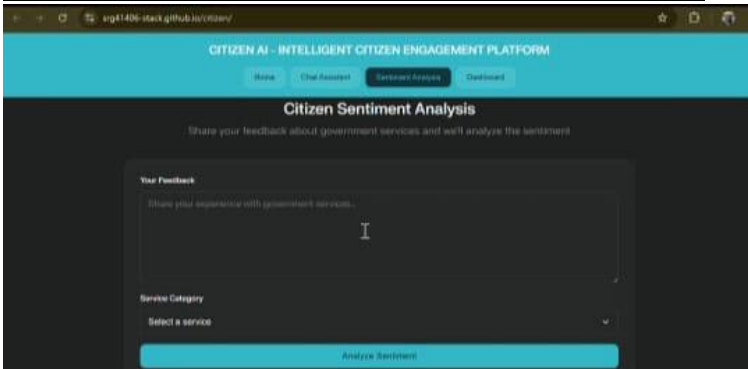 srg41406-stack.github.io/citizen/
CITIZEN AI - INTELLIGENT CITIZEN ENGAGEMENT PLATFORM
Home Chat Assistant Sentiment Analysis Dashboard
Citizen Sentiment Analysis
Share your feedback about government services and we'll analyze the sentiment
Your Feedback
Share your experience with government services...
Service Category
Select a service
Analyze Sentiment